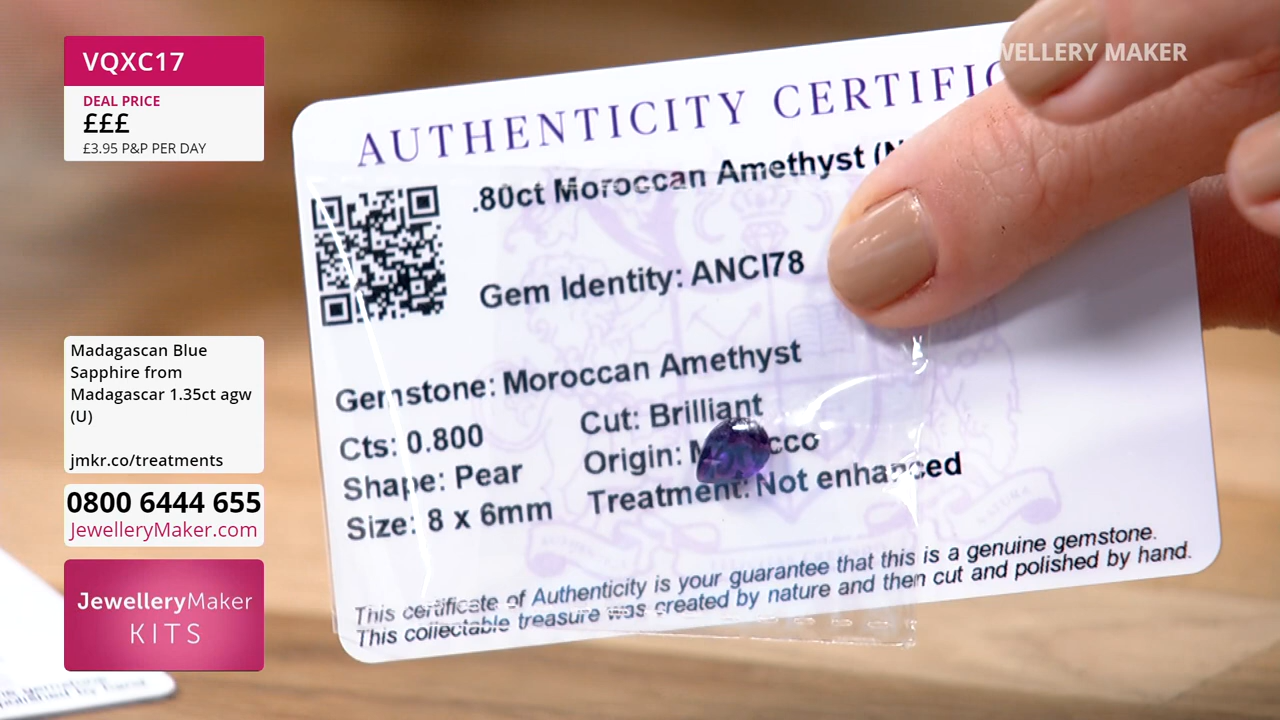 VQXC17
DEAL PRICE
£££
£3.95 P&P PER DAY
Madagascan Blue
Sapphire from
Madagascar 1.35ct agw
(U)
jmkr.co/treatments
0800 6444 655
JewelleryMaker.com
JewelleryMaker
KITS
JEWELLERY MAKER
AUTHENTICITY CERTIFIC
.80ct Moroccan Amethyst (N
Gem Identity: ANCI78
Gemstone: Moroccan Amethyst
Cts: 0.800
Cut: Brilliant
Shape: Pear
Origin: Morocco
Size: 8 x 6mm
Treatment: Not enhanced
This certificate of Authenticity is your guarantee that this is a genuine gemstone.
This collectable treasure was created by nature and then cut and polished by hand.